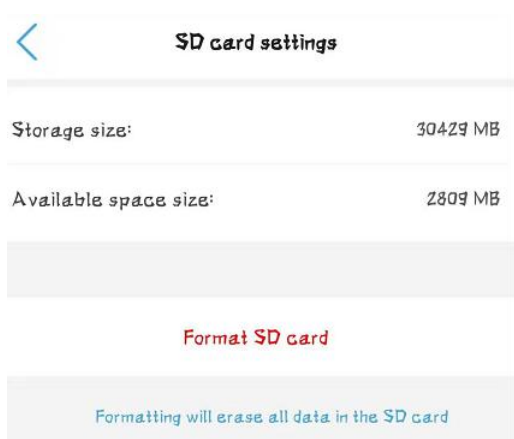 SD card settings
Storage size: 30429 MB
Available space size: 2809 MB
Format SD card
Formatting will erase all data in the SD card